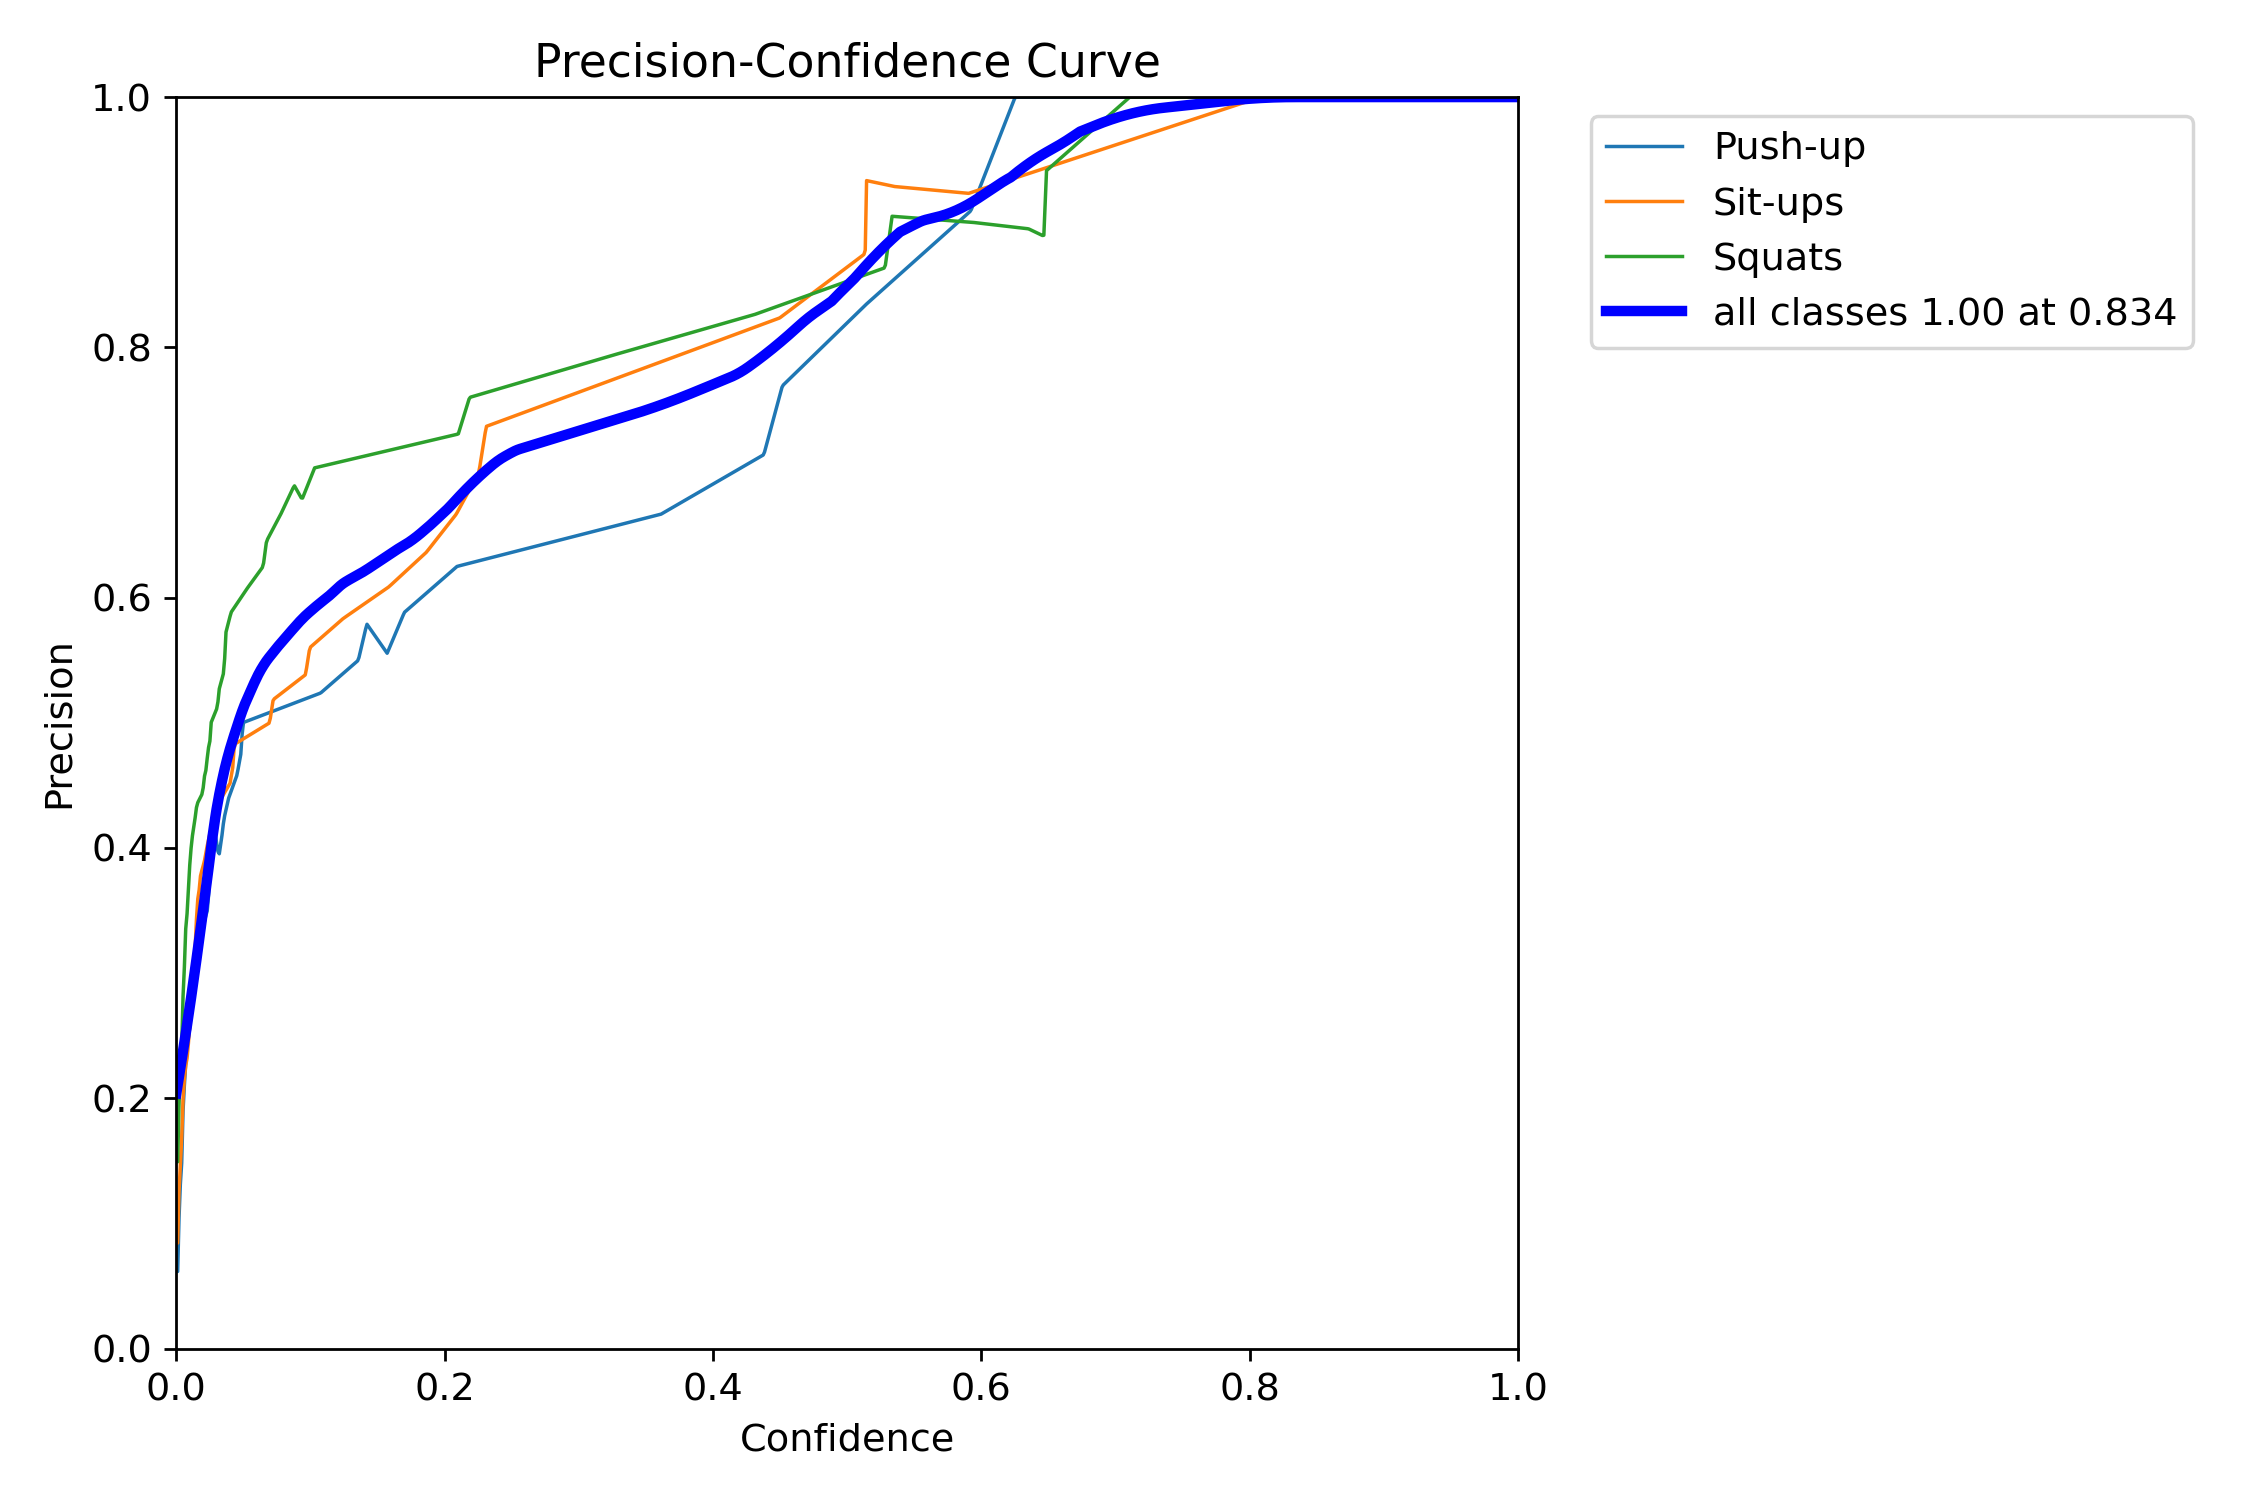 Precision-Confidence Curve
1.0
0.8
0.6
0.4
0.2
0.0
Precision
0.0 0.2 0.4 0.6 0.8 1.0
Confidence
Push-up
Sit-ups
Squats
all classes 1.00 at 0.834